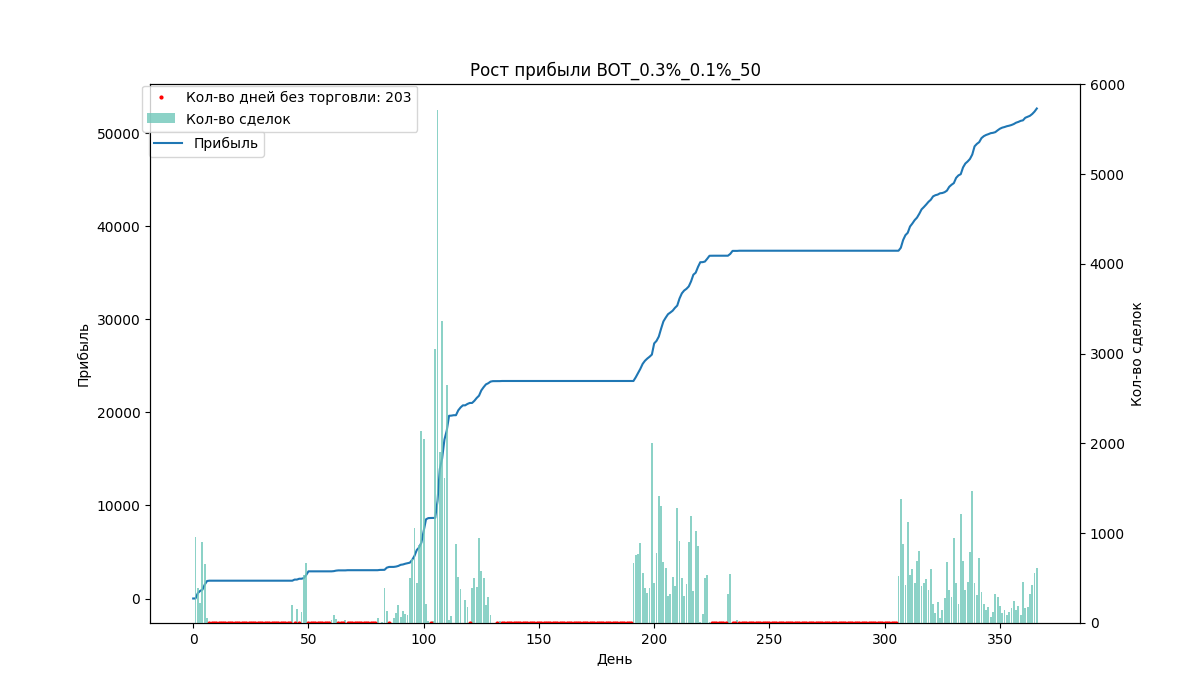 Рост прибыли BOT_0.3%_0.1%_50
Кол-во дней без торговли: 203
Кол-во сделок
Прибыль
50000
40000
30000
20000
10000
0
Прибыль
6000
5000
4000
3000
2000
1000
0
Кол-во сделок
0 50 100 150 200 250 300 350
День